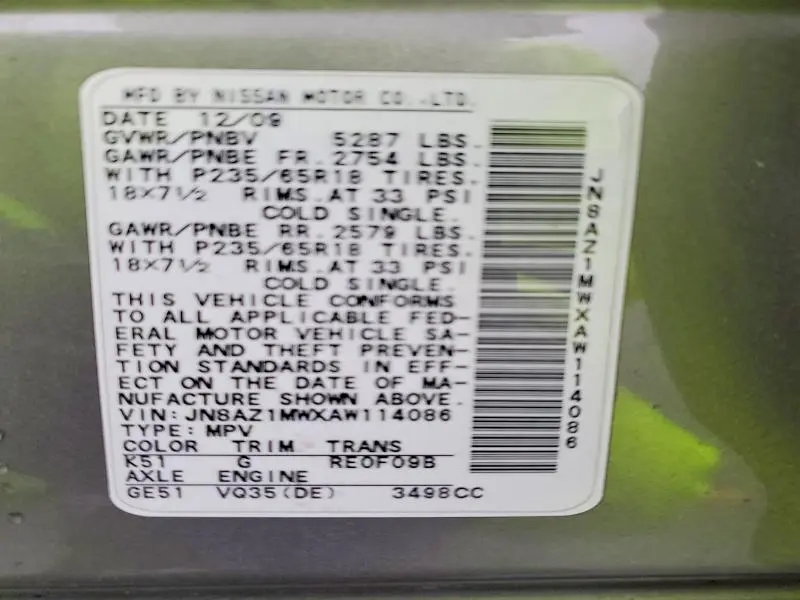 MFD BY NISSAN MOTOR CO.,LTD.
DATE 12/09
GVWR/PNBV 5287 LBS.
GAWR/PNBE FR. 2754 LBS.
WITH P235/65R18 TIRES.
18×7½ RIMS.AT 33 PSI
COLD SINGLE.
GAWR/PNBE RR. 2579 LBS.
WITH P235/65R18 TIRES.
18×7½ RIMS.AT 33 PSI
COLD SINGLE.
THIS VEHICLE CONFORMS
TO ALL APPLICABLE FED-
ERAL MOTOR VEHICLE SA-
FETY AND THEFT PREVEN-
TION STANDARDS IN EFF-
ECT ON THE DATE OF MA-
NUFACTURE SHOWN ABOVE.
VIN: JN8AZ1MWXAW114086
TYPE: MPV
COLOR TRIM TRANS
K51 G RE0F09B
AXLE ENGINE
GE51 VQ35(DE) 3498CC
JN8AZ1MWXAW114086